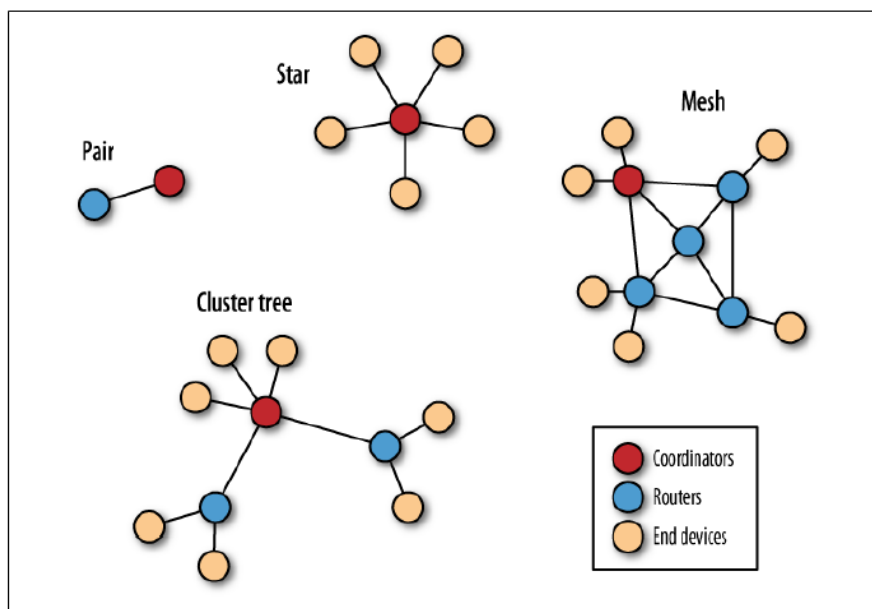 Star
Mesh
Pair
Cluster tree
Coordinators
Routers
End devices